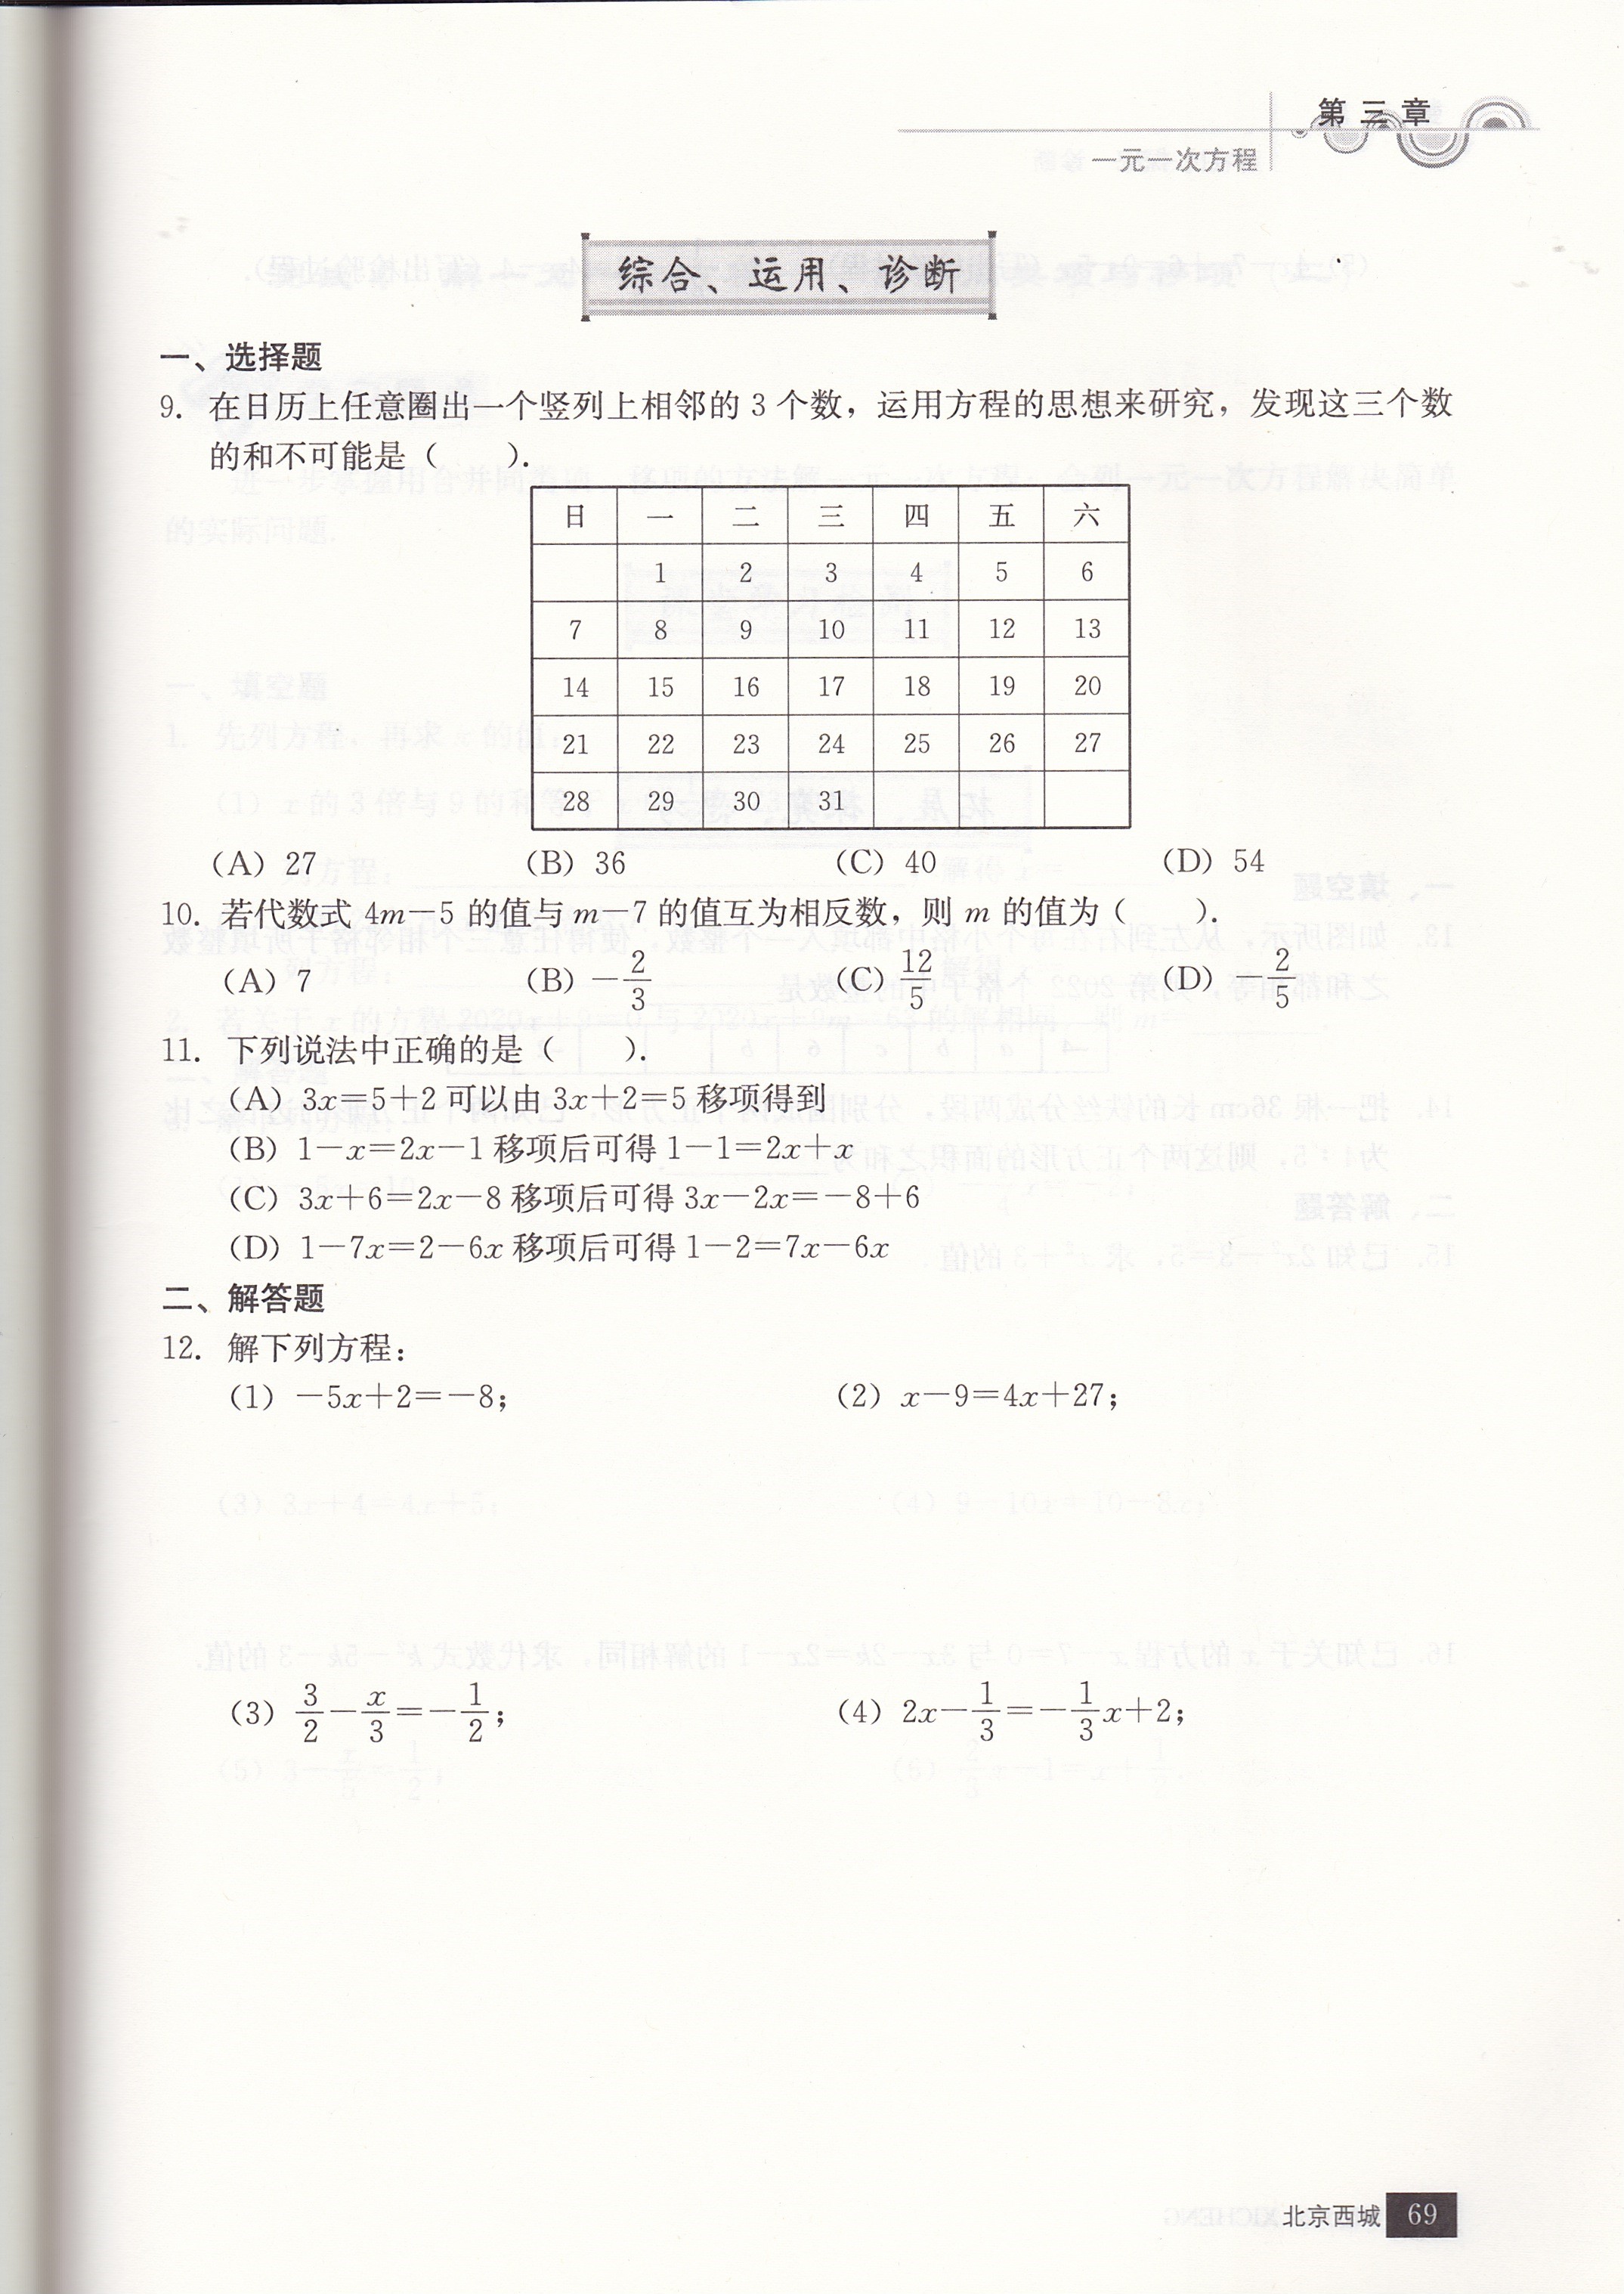 第三章
一元一次方程
综合、运用、诊断
一、选择题
9. 在日历上任意圈出一个竖列上相邻的 3 个数，运用方程的思想来研究，发现这三个数
的和不可能是（　　）.
日 一 二 三 四 五 六
1 2 3 4 5 6
7 8 9 10 11 12 13
14 15 16 17 18 19 20
21 22 23 24 25 26 27
28 29 30 31
（A）27 （B）36 （C）40 （D）54
10. 若代数式 4m－5 的值与 m－7 的值互为相反数，则 m 的值为（　　）.
（A）7 （B）－2/3 （C）12/5 （D）－2/5
11. 下列说法中正确的是（　　）.
（A）3x＝5＋2 可以由 3x＋2＝5 移项得到
（B）1－x＝2x－1 移项后可得 1－1＝2x＋x
（C）3x＋6＝2x－8 移项后可得 3x－2x＝－8＋6
（D）1－7x＝2－6x 移项后可得 1－2＝7x－6x
二、解答题
12. 解下列方程：
（1）－5x＋2＝－8； （2）x－9＝4x＋27；
（3）3/2－x/3＝－1/2； （4）2x－1/3＝－1/3x＋2；
北京西城 69